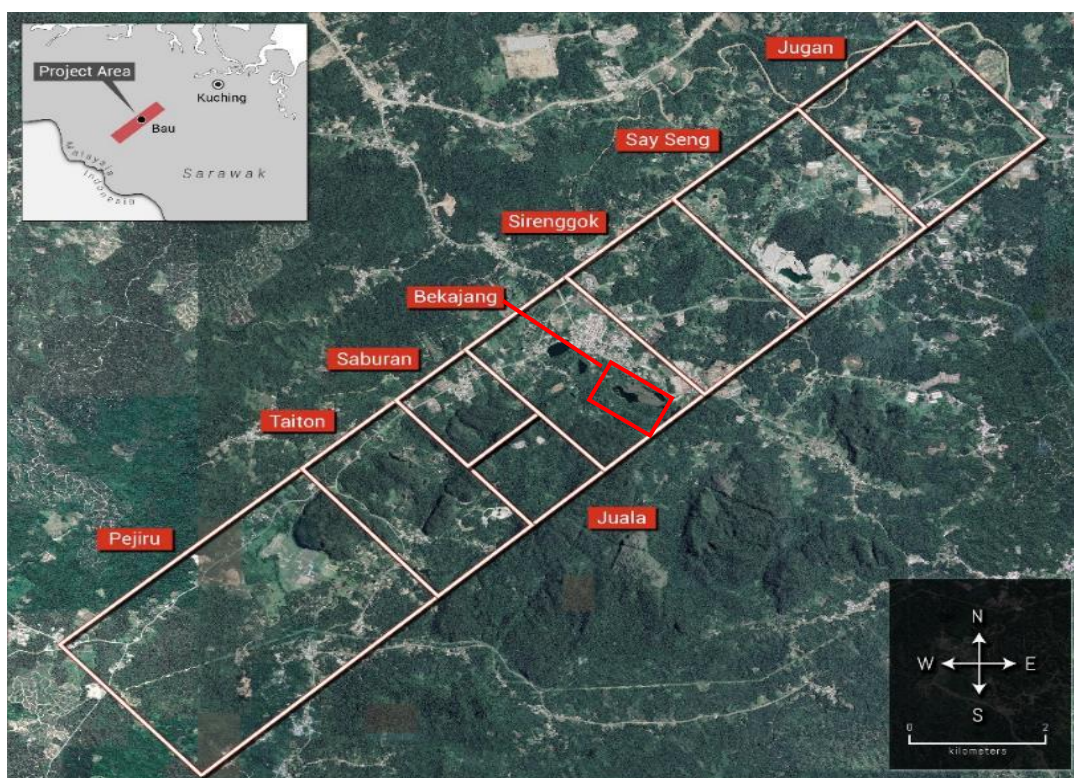 Project Area
Kuching
Bau
Malaysia
Indonesia
Sarawak
Jugan
Say Seng
Sirenggok
Bekajang
Saburan
Taiton
Pejiru
Juala
N
W
E
S
0
2
kilometers